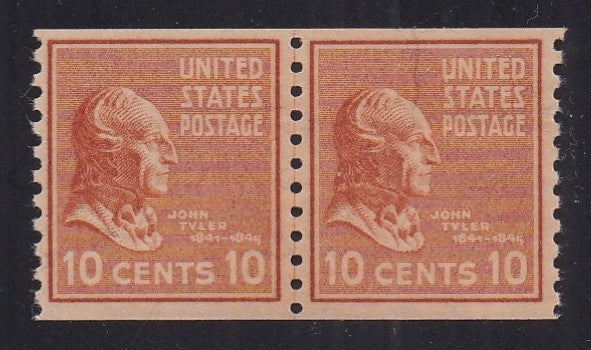 UNITED
STATES
POSTAGE
JOHN
TYLER
1841-1845
10 CENTS 10
UNITED
STATES
POSTAGE
JOHN
TYLER
1841-1845
10 CENTS 10